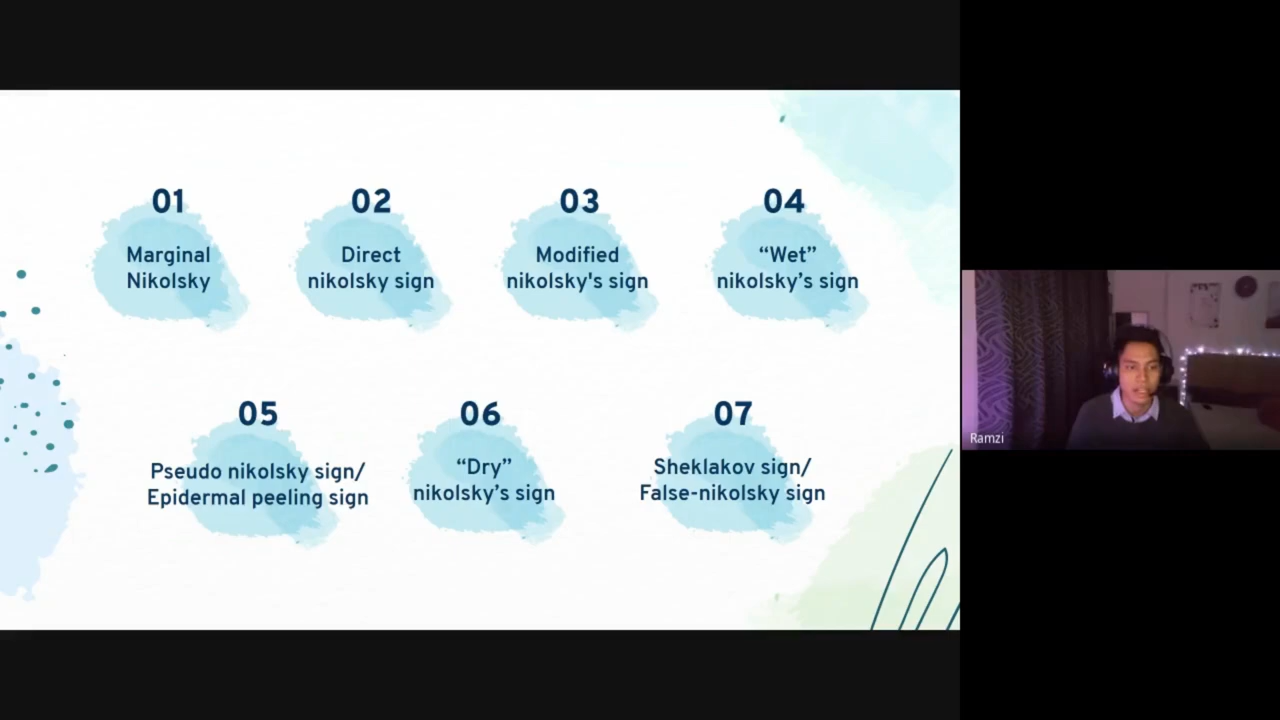 01
Marginal
Nikolsky
02
Direct
nikolsky sign
03
Modified
nikolsky's sign
04
“Wet”
nikolsky’s sign
05
Pseudo nikolsky sign/
Epidermal peeling sign
06
“Dry”
nikolsky’s sign
07
Sheklakov sign/
False-nikolsky sign
Ramzi